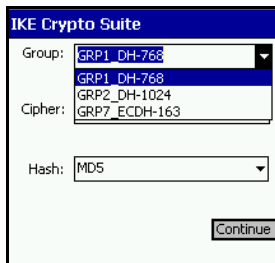 IKE Crypto Suite
Group: GRP1_DH-768
GRP1_DH-768
GRP2_DH-1024
GRP7_ECDH-163
Cipher:
Hash: MD5
Continue